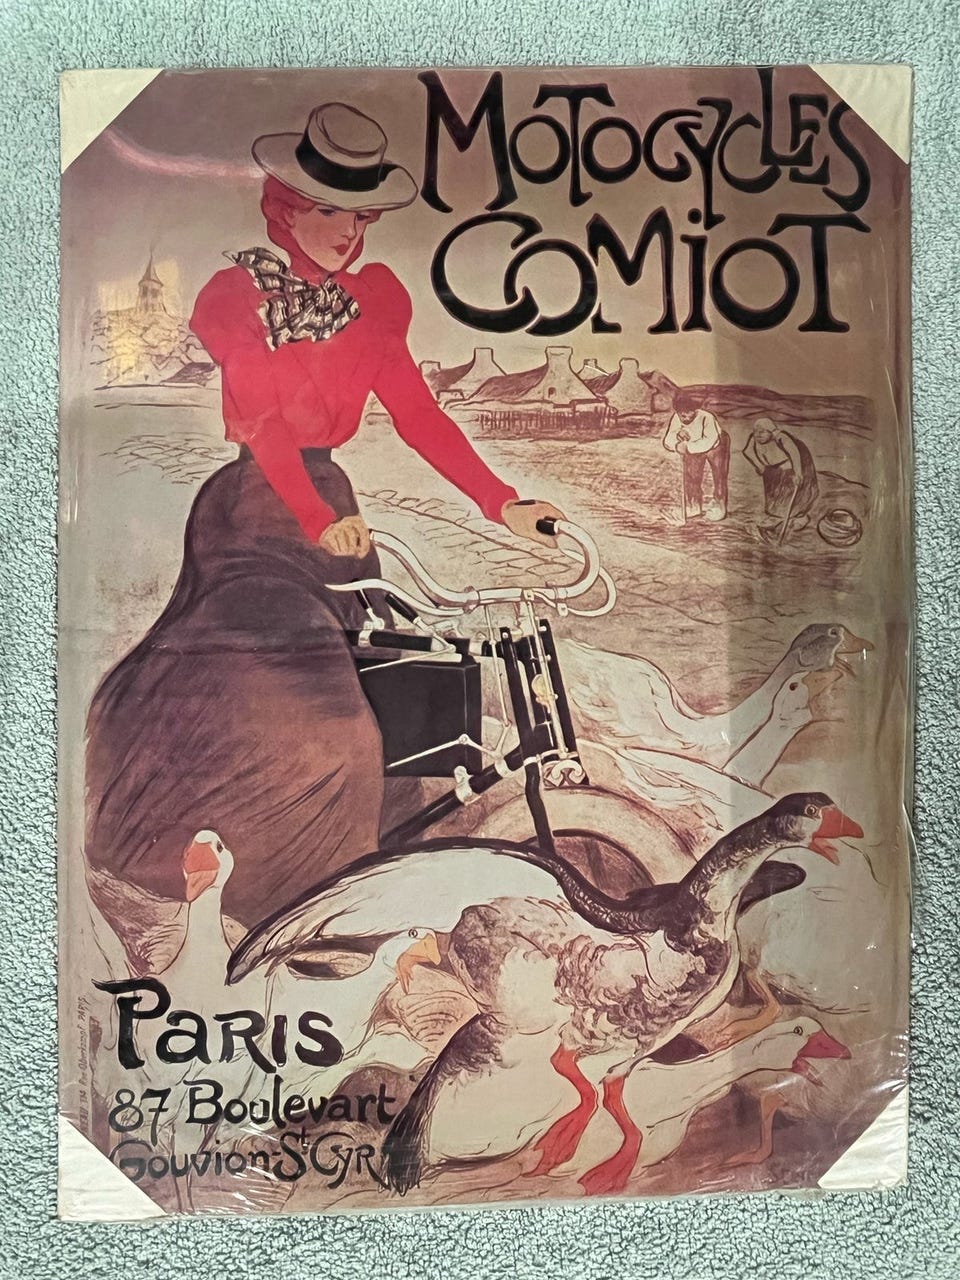 MOTOCYCLES
COMIOT
PARIS
87 Boulevart
Gouvion-St Cyr